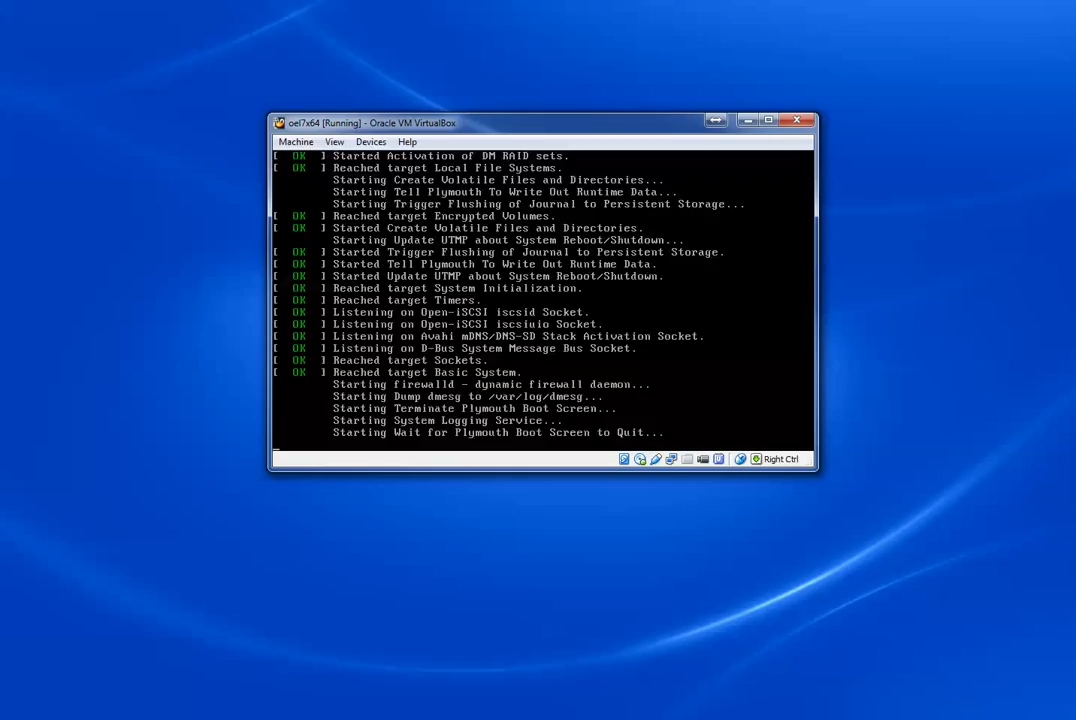 oel7x64 [Running] - Oracle VM VirtualBox
Machine View Devices Help
[ OK ] Started Activation of DM RAID sets.
[ OK ] Reached target Local File Systems.
Starting Create Volatile Files and Directories...
Starting Tell Plymouth To Write Out Runtime Data...
Starting Trigger Flushing of Journal to Persistent Storage...
[ OK ] Reached target Encrypted Volumes.
[ OK ] Started Create Volatile Files and Directories.
Starting Update UTMP about System Reboot/Shutdown...
[ OK ] Started Trigger Flushing of Journal to Persistent Storage.
[ OK ] Started Tell Plymouth To Write Out Runtime Data.
[ OK ] Started Update UTMP about System Reboot/Shutdown.
[ OK ] Reached target System Initialization.
[ OK ] Reached target Timers.
[ OK ] Listening on Open-iSCSI iscsid Socket.
[ OK ] Listening on Open-iSCSI iscsiuio Socket.
[ OK ] Listening on Avahi mDNS/DNS-SD Stack Activation Socket.
[ OK ] Listening on D-Bus System Message Bus Socket.
[ OK ] Reached target Sockets.
[ OK ] Reached target Basic System.
Starting firewalld - dynamic firewall daemon...
Starting Dump dmesg to /var/log/dmesg...
Starting Terminate Plymouth Boot Screen...
Starting System Logging Service...
Starting Wait for Plymouth Boot Screen to Quit...
Right Ctrl